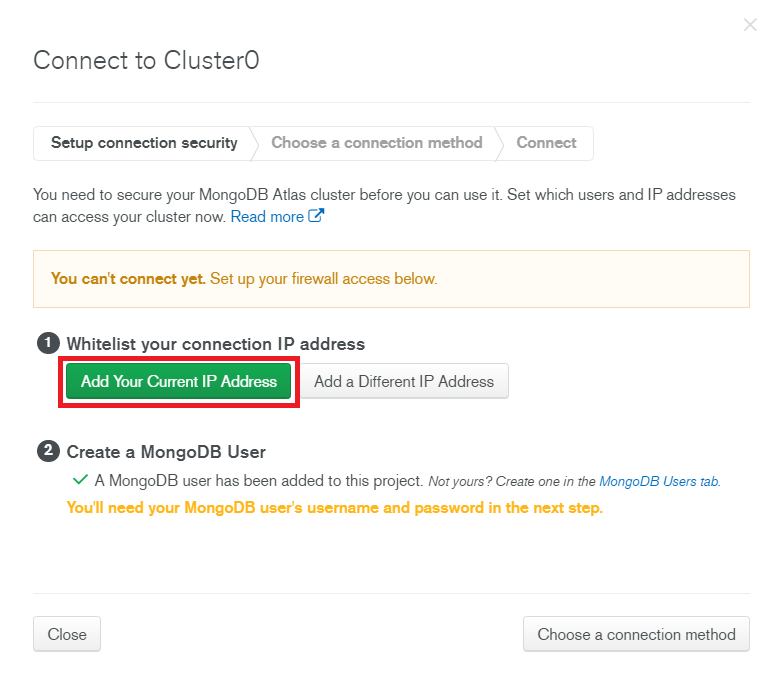 Connect to Cluster0
Setup connection security
Choose a connection method
Connect
You need to secure your MongoDB Atlas cluster before you can use it. Set which users and IP addresses
can access your cluster now. Read more
You can't connect yet. Set up your firewall access below.
1 Whitelist your connection IP address
Add Your Current IP Address
Add a Different IP Address
2 Create a MongoDB User
A MongoDB user has been added to this project. Not yours? Create one in the MongoDB Users tab.
You'll need your MongoDB user's username and password in the next step.
Close
Choose a connection method